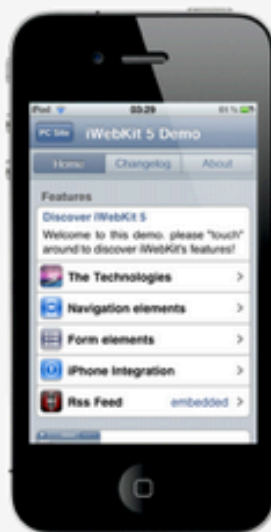 iPod 03:29 61 %
PC Site iWebKit 5 Demo
Home Changelog About
Features
Discover iWebKit 5
Welcome to this demo. please "touch"
around to discover iWebKit's features!
The Technologies
Navigation elements
Form elements
iPhone Integration
Rss Feed embedded